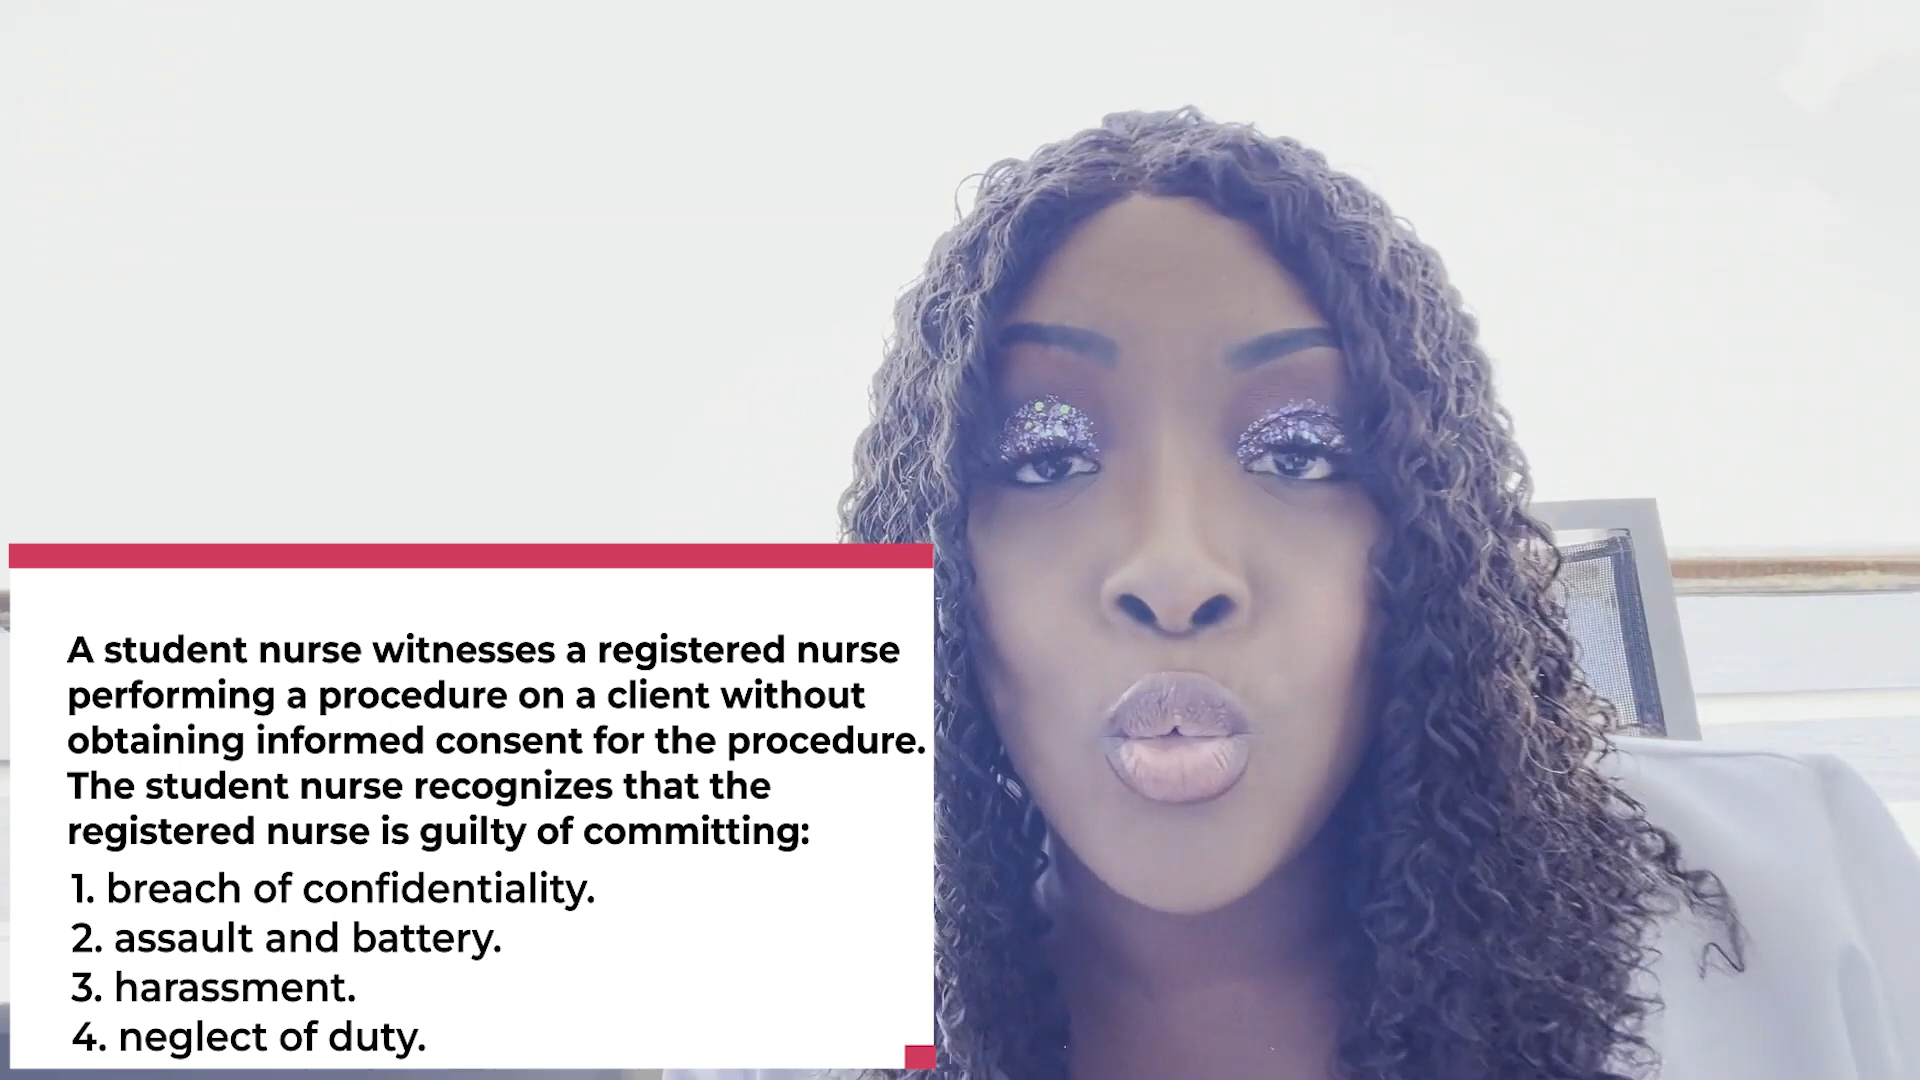 A student nurse witnesses a registered nurse
performing a procedure on a client without
obtaining informed consent for the procedure.
The student nurse recognizes that the
registered nurse is guilty of committing:
1. breach of confidentiality.
2. assault and battery.
3. harassment.
4. neglect of duty.